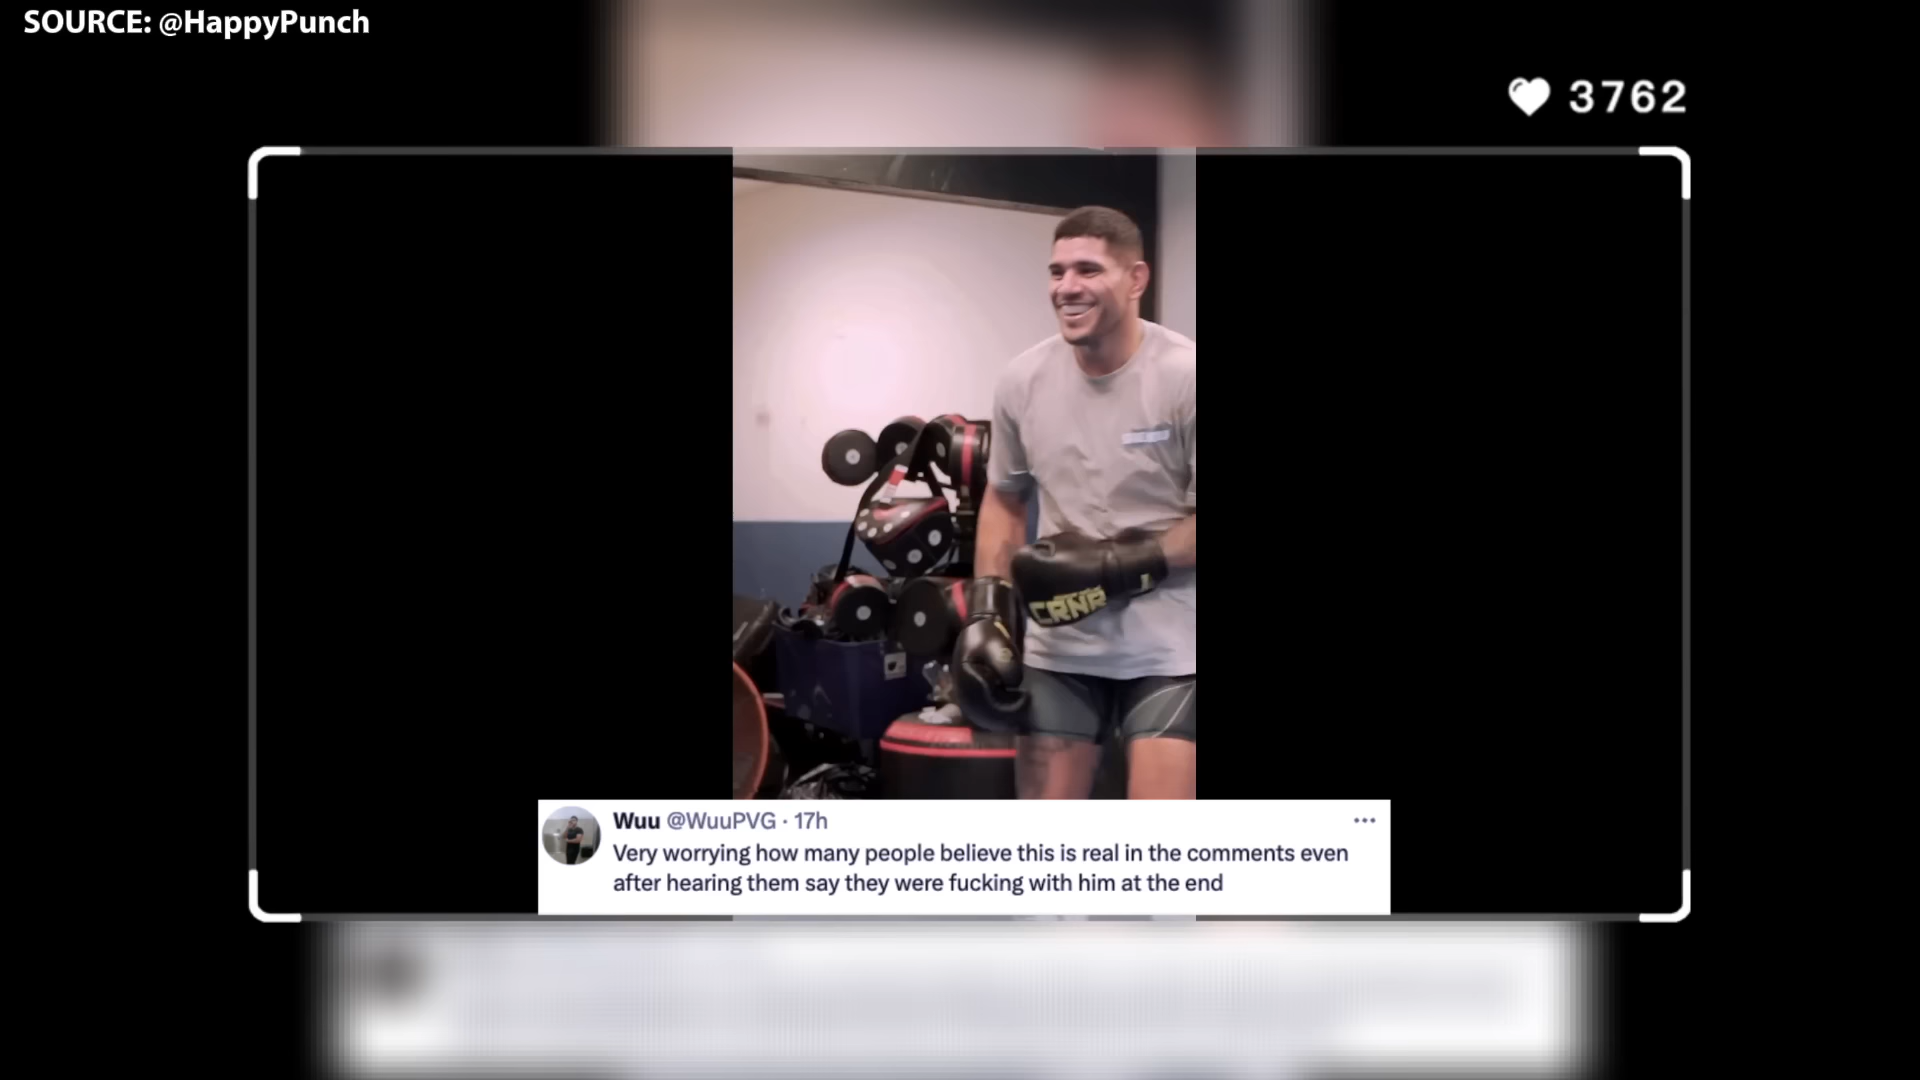 SOURCE: @HappyPunch
3762
CRNR
Wuu @WuuPVG · 17h
Very worrying how many people believe this is real in the comments even
after hearing them say they were fucking with him at the end